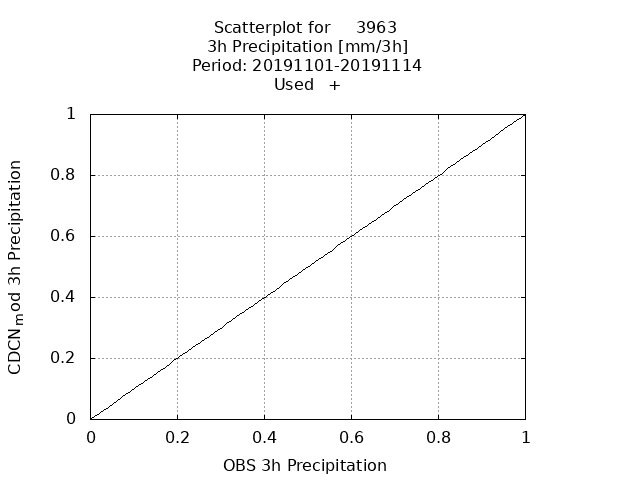 Scatterplot for 3963
3h Precipitation [mm/3h]
Period: 20191101-20191114
Used +
1
0.8
0.6
0.4
0.2
0
CDCNmod 3h Precipitation
0 0.2 0.4 0.6 0.8 1
OBS 3h Precipitation